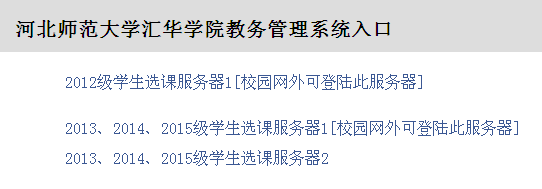 河北师范大学汇华学院教务管理系统入口
2012级学生选课服务器1[校园网外可登陆此服务器]
2013、2014、2015级学生选课服务器1[校园网外可登陆此服务器]
2013、2014、2015级学生选课服务器2